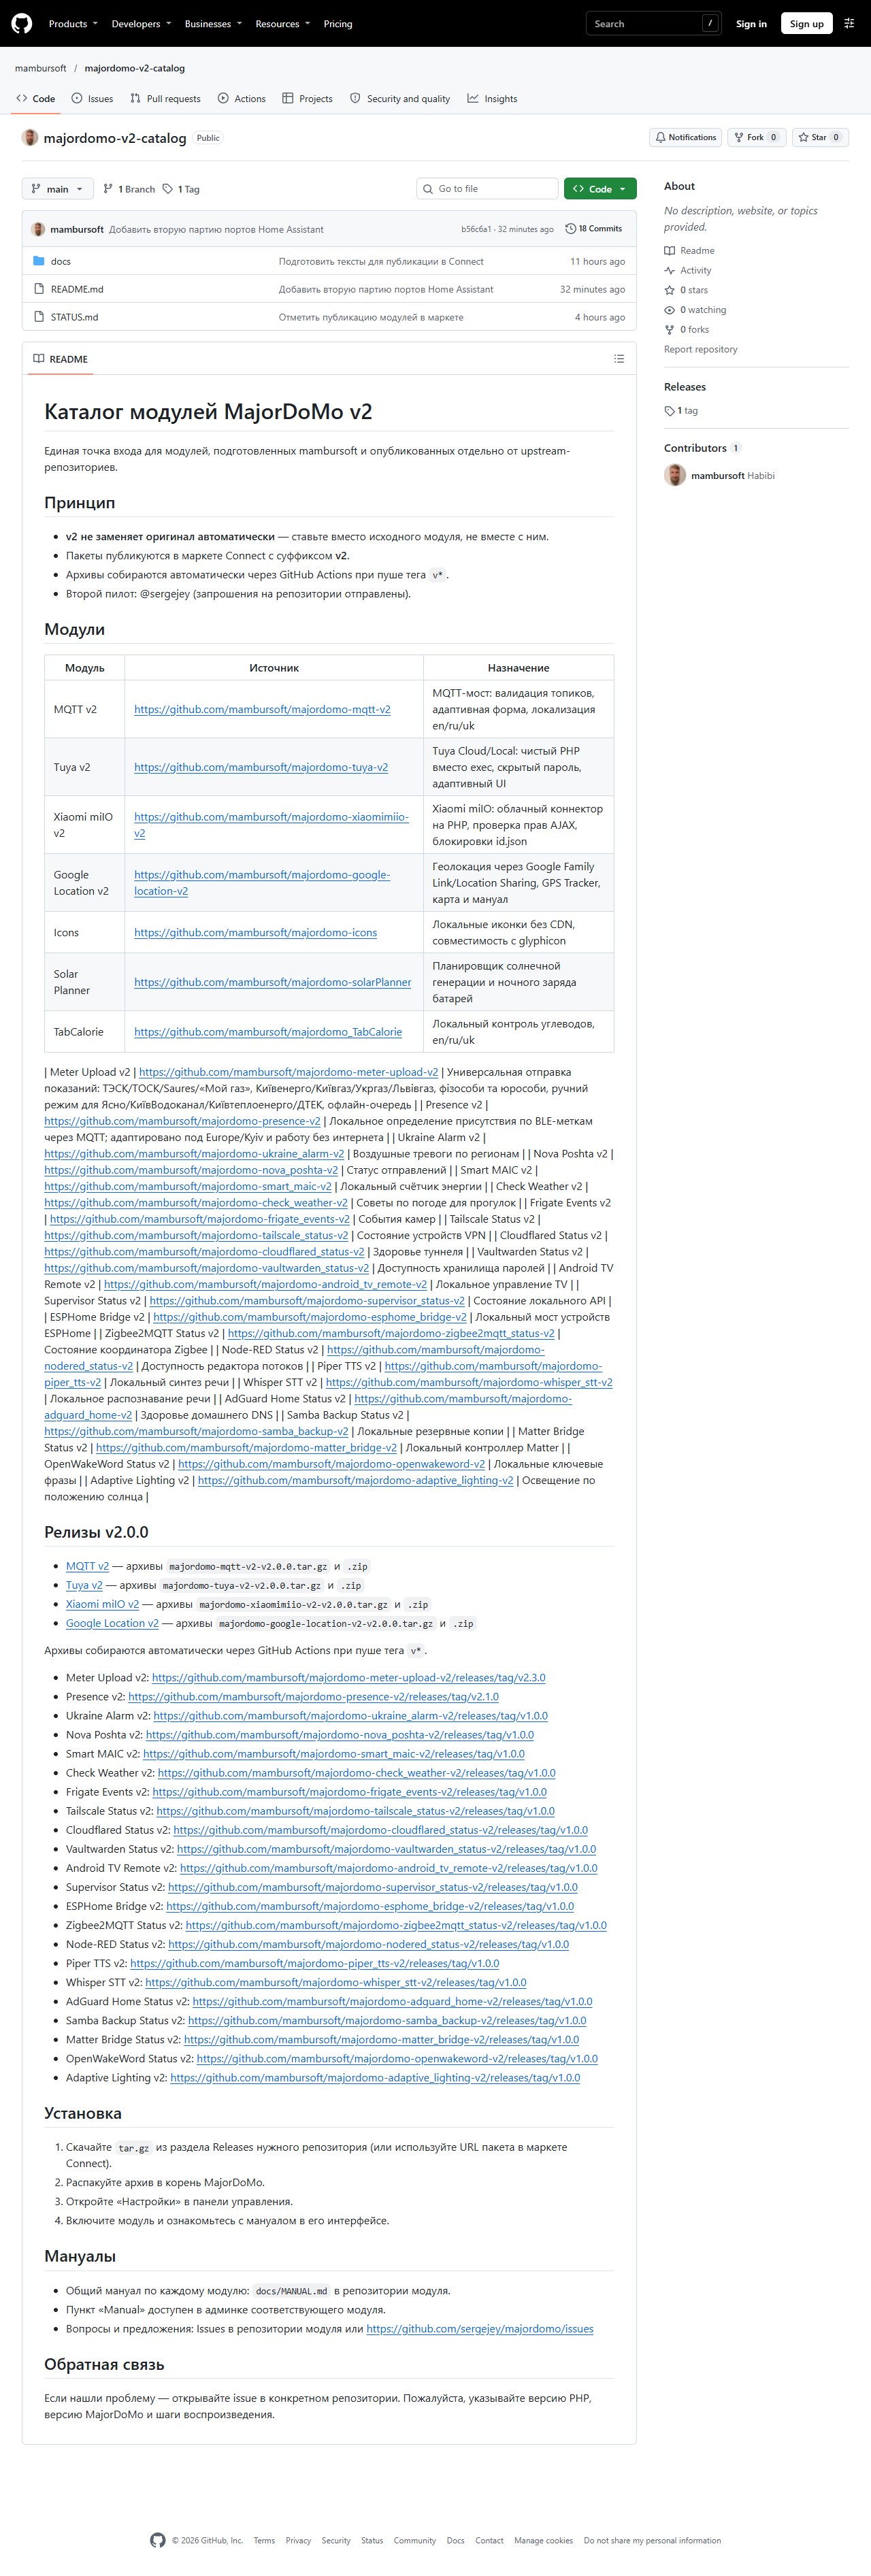 Products Developers Businesses Resources Pricing Search / Sign in Sign up
mambursoft / majordomo-v2-catalog
Code Issues Pull requests Actions Projects Security and quality Insights
majordomo-v2-catalog Public Notifications Fork 0 Star 0
main 1 Branch 1 Tag Go to file Code
mambursoft Добавить вторую партию портов Home Assistant b56c6a1 · 32 minutes ago 18 Commits
docs Подготовить тексты для публикации в Connect 11 hours ago
README.md Добавить вторую партию портов Home Assistant 32 minutes ago
STATUS.md Отметить публикацию модулей в маркете 4 hours ago
README
Каталог модулей MajorDoMo v2
Единая точка входа для модулей, подготовленных mambursoft и опубликованных отдельно от upstream-
репозиториев.
Принцип
• v2 не заменяет оригинал автоматически — ставьте вместо исходного модуля, не вместе с ним.
• Пакеты публикуются в маркете Connect с суффиксом v2.
• Архивы собираются автоматически через GitHub Actions при пуше тега v*.
• Второй пилот: @sergejey (запрошения на репозитории отправлены).
Модули
Модуль Источник Назначение
MQTT v2 https://github.com/mambursoft/majordomo-mqtt-v2 MQTT-мост: валидация топиков,
адаптивная форма, локализация
en/ru/uk
Tuya v2 https://github.com/mambursoft/majordomo-tuya-v2 Tuya Cloud/Local: чистый PHP
вместо exec, скрытый пароль,
адаптивный UI
Xiaomi miIO
v2 https://github.com/mambursoft/majordomo-xiaomimiio-
v2 Xiaomi miIO: облачный коннектор
на PHP, проверка прав AJAX,
блокировки id.json
Google
Location v2 https://github.com/mambursoft/majordomo-google-
location-v2 Геолокация через Google Family
Link/Location Sharing, GPS Tracker,
карта и мануал
Icons https://github.com/mambursoft/majordomo-icons Локальные иконки без CDN,
совместимость с glyphicon
Solar
Planner https://github.com/mambursoft/majordomo-solarPlanner Планировщик солнечной
генерации и ночного заряда
батарей
TabCalorie https://github.com/mambursoft/majordomo_TabCalorie Локальный контроль углеводов,
en/ru/uk
| Meter Upload v2 | https://github.com/mambursoft/majordomo-meter-upload-v2 | Универсальная отправка
показаний: ТЭСК/ТОСК/Saures/«Мой газ», Київенерго/Київгаз/Укргаз/Львівгаз, фізособи та юрособи, ручний
режим для Ясно/КиївВодоканал/Київтеплоенерго/ДТЕК, офлайн-очередь | | Presence v2 |
https://github.com/mambursoft/majordomo-presence-v2 | Локальное определение присутствия по BLE-меткам
через MQTT; адаптировано под Europe/Kyiv и работу без интернета | | Ukraine Alarm v2 |
https://github.com/mambursoft/majordomo-ukraine_alarm-v2 | Воздушные тревоги по регионам | | Nova Poshta v2 |
https://github.com/mambursoft/majordomo-nova_poshta-v2 | Статус отправлений | | Smart MAIC v2 |
https://github.com/mambursoft/majordomo-smart_maic-v2 | Локальный счётчик энергии | | Check Weather v2 |
https://github.com/mambursoft/majordomo-check_weather-v2 | Советы по погоде для прогулок | | Frigate Events v2
| https://github.com/mambursoft/majordomo-frigate_events-v2 | События камер | | Tailscale Status v2 |
https://github.com/mambursoft/majordomo-tailscale_status-v2 | Состояние устройств VPN | | Cloudflared Status v2 |
https://github.com/mambursoft/majordomo-cloudflared_status-v2 | Здоровье туннеля | | Vaultwarden Status v2 |
https://github.com/mambursoft/majordomo-vaultwarden_status-v2 | Доступность хранилища паролей | | Android TV
Remote v2 | https://github.com/mambursoft/majordomo-android_tv_remote-v2 | Локальное управление TV | |
Supervisor Status v2 | https://github.com/mambursoft/majordomo-supervisor_status-v2 | Состояние локального API |
| ESPHome Bridge v2 | https://github.com/mambursoft/majordomo-esphome_bridge-v2 | Локальный мост устройств
ESPHome | | Zigbee2MQTT Status v2 | https://github.com/mambursoft/majordomo-zigbee2mqtt_status-v2 |
Состояние координатора Zigbee | | Node-RED Status v2 | https://github.com/mambursoft/majordomo-
nodered_status-v2 | Доступность редактора потоков | | Piper TTS v2 | https://github.com/mambursoft/majordomo-
piper_tts-v2 | Локальный синтез речи | | Whisper STT v2 | https://github.com/mambursoft/majordomo-whisper_stt-v2
| Локальное распознавание речи | | AdGuard Home Status v2 | https://github.com/mambursoft/majordomo-
adguard_home-v2 | Здоровье домашнего DNS | | Samba Backup Status v2 |
https://github.com/mambursoft/majordomo-samba_backup-v2 | Локальные резервные копии | | Matter Bridge
Status v2 | https://github.com/mambursoft/majordomo-matter_bridge-v2 | Локальный контроллер Matter | |
OpenWakeWord Status v2 | https://github.com/mambursoft/majordomo-openwakeword-v2 | Локальные ключевые
фразы | | Adaptive Lighting v2 | https://github.com/mambursoft/majordomo-adaptive_lighting-v2 | Освещение по
положению солнца |
Релизы v2.0.0
• MQTT v2 — архивы majordomo-mqtt-v2-v2.0.0.tar.gz и .zip
• Tuya v2 — архивы majordomo-tuya-v2-v2.0.0.tar.gz и .zip
• Xiaomi miIO v2 — архивы majordomo-xiaomimiio-v2-v2.0.0.tar.gz и .zip
• Google Location v2 — архивы majordomo-google-location-v2-v2.0.0.tar.gz и .zip
Архивы собираются автоматически через GitHub Actions при пуше тега v*.
• Meter Upload v2: https://github.com/mambursoft/majordomo-meter-upload-v2/releases/tag/v2.3.0
• Presence v2: https://github.com/mambursoft/majordomo-presence-v2/releases/tag/v2.1.0
• Ukraine Alarm v2: https://github.com/mambursoft/majordomo-ukraine_alarm-v2/releases/tag/v1.0.0
• Nova Poshta v2: https://github.com/mambursoft/majordomo-nova_poshta-v2/releases/tag/v1.0.0
• Smart MAIC v2: https://github.com/mambursoft/majordomo-smart_maic-v2/releases/tag/v1.0.0
• Check Weather v2: https://github.com/mambursoft/majordomo-check_weather-v2/releases/tag/v1.0.0
• Frigate Events v2: https://github.com/mambursoft/majordomo-frigate_events-v2/releases/tag/v1.0.0
• Tailscale Status v2: https://github.com/mambursoft/majordomo-tailscale_status-v2/releases/tag/v1.0.0
• Cloudflared Status v2: https://github.com/mambursoft/majordomo-cloudflared_status-v2/releases/tag/v1.0.0
• Vaultwarden Status v2: https://github.com/mambursoft/majordomo-vaultwarden_status-v2/releases/tag/v1.0.0
• Android TV Remote v2: https://github.com/mambursoft/majordomo-android_tv_remote-v2/releases/tag/v1.0.0
• Supervisor Status v2: https://github.com/mambursoft/majordomo-supervisor_status-v2/releases/tag/v1.0.0
• ESPHome Bridge v2: https://github.com/mambursoft/majordomo-esphome_bridge-v2/releases/tag/v1.0.0
• Zigbee2MQTT Status v2: https://github.com/mambursoft/majordomo-zigbee2mqtt_status-v2/releases/tag/v1.0.0
• Node-RED Status v2: https://github.com/mambursoft/majordomo-nodered_status-v2/releases/tag/v1.0.0
• Piper TTS v2: https://github.com/mambursoft/majordomo-piper_tts-v2/releases/tag/v1.0.0
• Whisper STT v2: https://github.com/mambursoft/majordomo-whisper_stt-v2/releases/tag/v1.0.0
• AdGuard Home Status v2: https://github.com/mambursoft/majordomo-adguard_home-v2/releases/tag/v1.0.0
• Samba Backup Status v2: https://github.com/mambursoft/majordomo-samba_backup-v2/releases/tag/v1.0.0
• Matter Bridge Status v2: https://github.com/mambursoft/majordomo-matter_bridge-v2/releases/tag/v1.0.0
• OpenWakeWord Status v2: https://github.com/mambursoft/majordomo-openwakeword-v2/releases/tag/v1.0.0
• Adaptive Lighting v2: https://github.com/mambursoft/majordomo-adaptive_lighting-v2/releases/tag/v1.0.0
Установка
1. Скачайте tar.gz из раздела Releases нужного репозитория (или используйте URL пакета в маркете
Connect).
2. Распакуйте архив в корень MajorDoMo.
3. Откройте «Настройки» в панели управления.
4. Включите модуль и ознакомьтесь с мануалом в его интерфейсе.
Мануалы
• Общий мануал по каждому модулю: docs/MANUAL.md в репозитории модуля.
• Пункт «Manual» доступен в админке соответствующего модуля.
• Вопросы и предложения: Issues в репозитории модуля или https://github.com/sergejey/majordomo/issues
Обратная связь
Если нашли проблему — открывайте issue в конкретном репозитории. Пожалуйста, указывайте версию PHP,
версию MajorDoMo и шаги воспроизведения.
About
No description, website, or topics
provided.
Readme
Activity
0 stars
0 watching
0 forks
Report repository
Releases
1 tag
Contributors 1
mambursoft Habibi
© 2026 GitHub, Inc. Terms Privacy Security Status Community Docs Contact Manage cookies Do not share my personal information